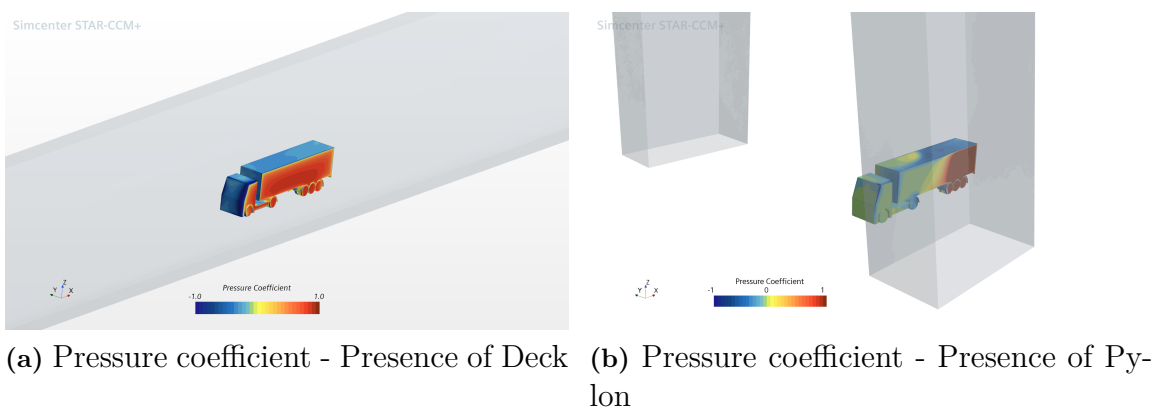 Simcenter STAR-CCM+
Z
Y X
Pressure Coefficient
-1.0 1.0
(a) Pressure coefficient - Presence of Deck
Simcenter STAR-CCM+
Z
Y X
Pressure Coefficient
-1 0 1
(b) Pressure coefficient - Presence of Py-
lon